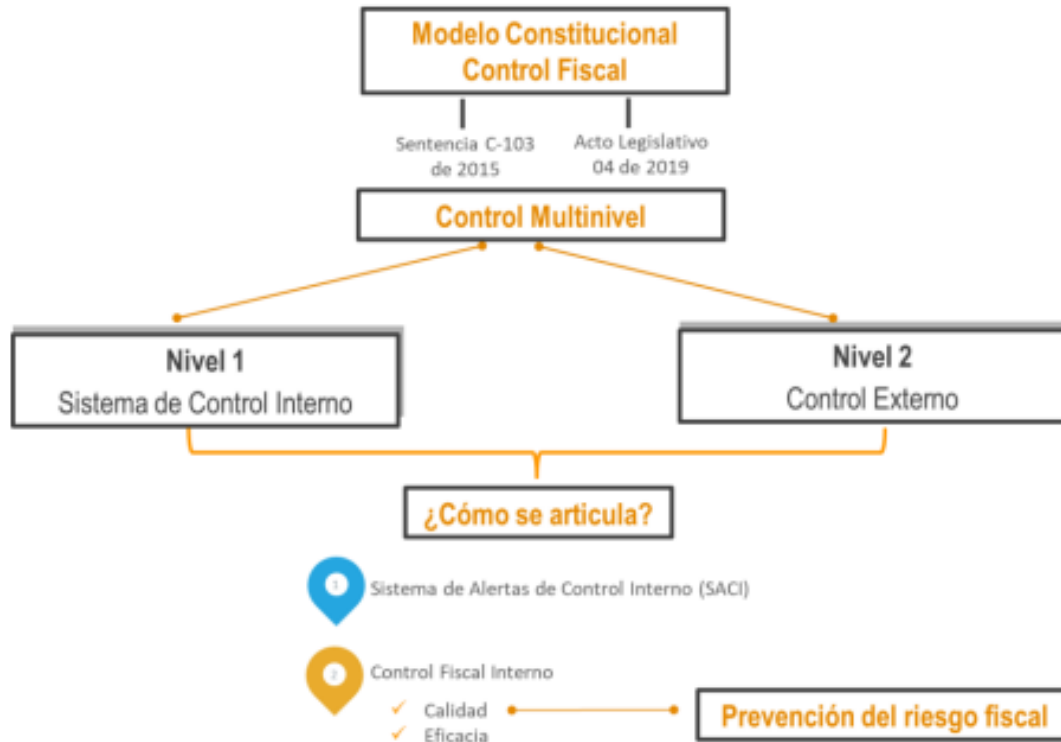 Modelo Constitucional
Control Fiscal
Sentencia C-103
de 2015
Acto Legislativo
04 de 2019
Control Multinivel
Nivel 1
Sistema de Control Interno
Nivel 2
Control Externo
¿Cómo se articula?
1
Sistema de Alertas de Control Interno (SACI)
2
Control Fiscal Interno
✓ Calidad
✓ Eficacia
Prevención del riesgo fiscal